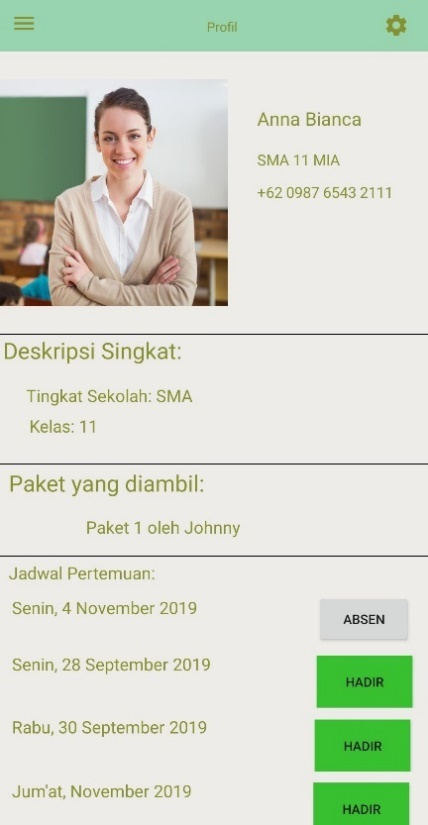 Profil
Anna Bianca
SMA 11 MIA
+62 0987 6543 2111
Deskripsi Singkat:
Tingkat Sekolah: SMA
Kelas: 11
Paket yang diambil:
Paket 1 oleh Johnny
Jadwal Pertemuan:
Senin, 4 November 2019 ABSEN
Senin, 28 September 2019 HADIR
Rabu, 30 September 2019 HADIR
Jum'at, November 2019 HADIR